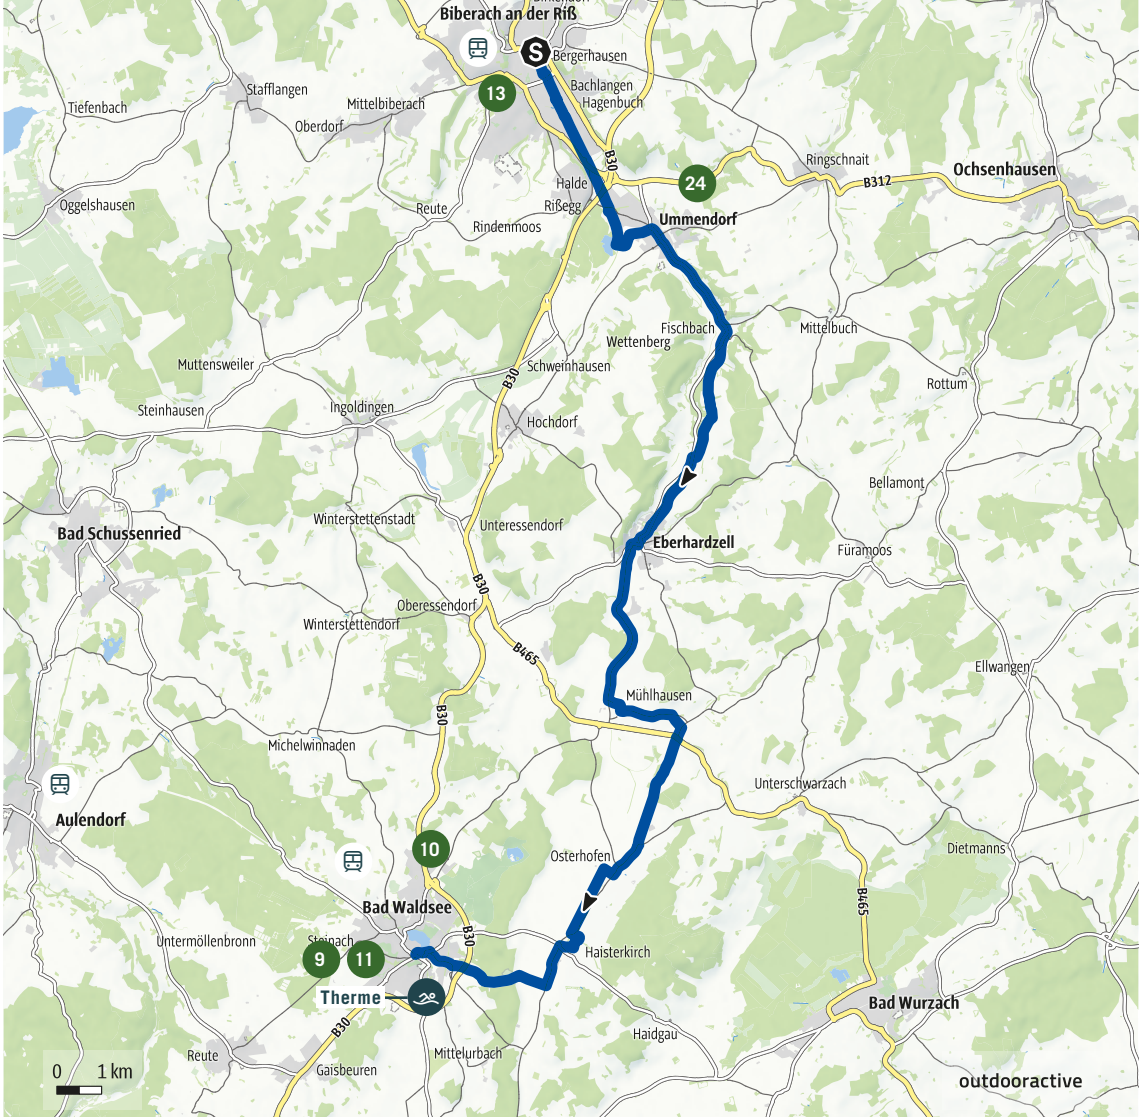 Birkendorf
Biberach an der Riß
S
Bergerhausen
Stafflangen
13
Bachlangen
Hagenbuch
Tiefenbach
Mittelbiberach
Oberdorf
B30
Ringschnait
Ochsenhausen
24
B312
Halde
Oggelshausen
Reute
Rißegg
Rindenmoos
Ummendorf
Fischbach
Mittelbuch
Wettenberg
Muttensweiler
Schweinhausen
B30
Rottum
Steinhausen
Ingoldingen
Hochdorf
Bellamont
Winterstettenstadt
Unteressendorf
Bad Schussenried
Eberhardzell
Füramoos
B30
Oberessendorf
Winterstettendorf
B465
Ellwangen
Mühlhausen
B30
Michelwinnaden
Unterschwarzach
Aulendorf
10
Osterhofen
Dietmanns
B465
Bad Waldsee
Untermöllenbronn
Steinach
B30
9
11
Haisterkirch
Therme
Bad Wurzach
B30
Haidgau
Reute
Mittelurbach
Gaisbeuren
0 1 km
outdooractive